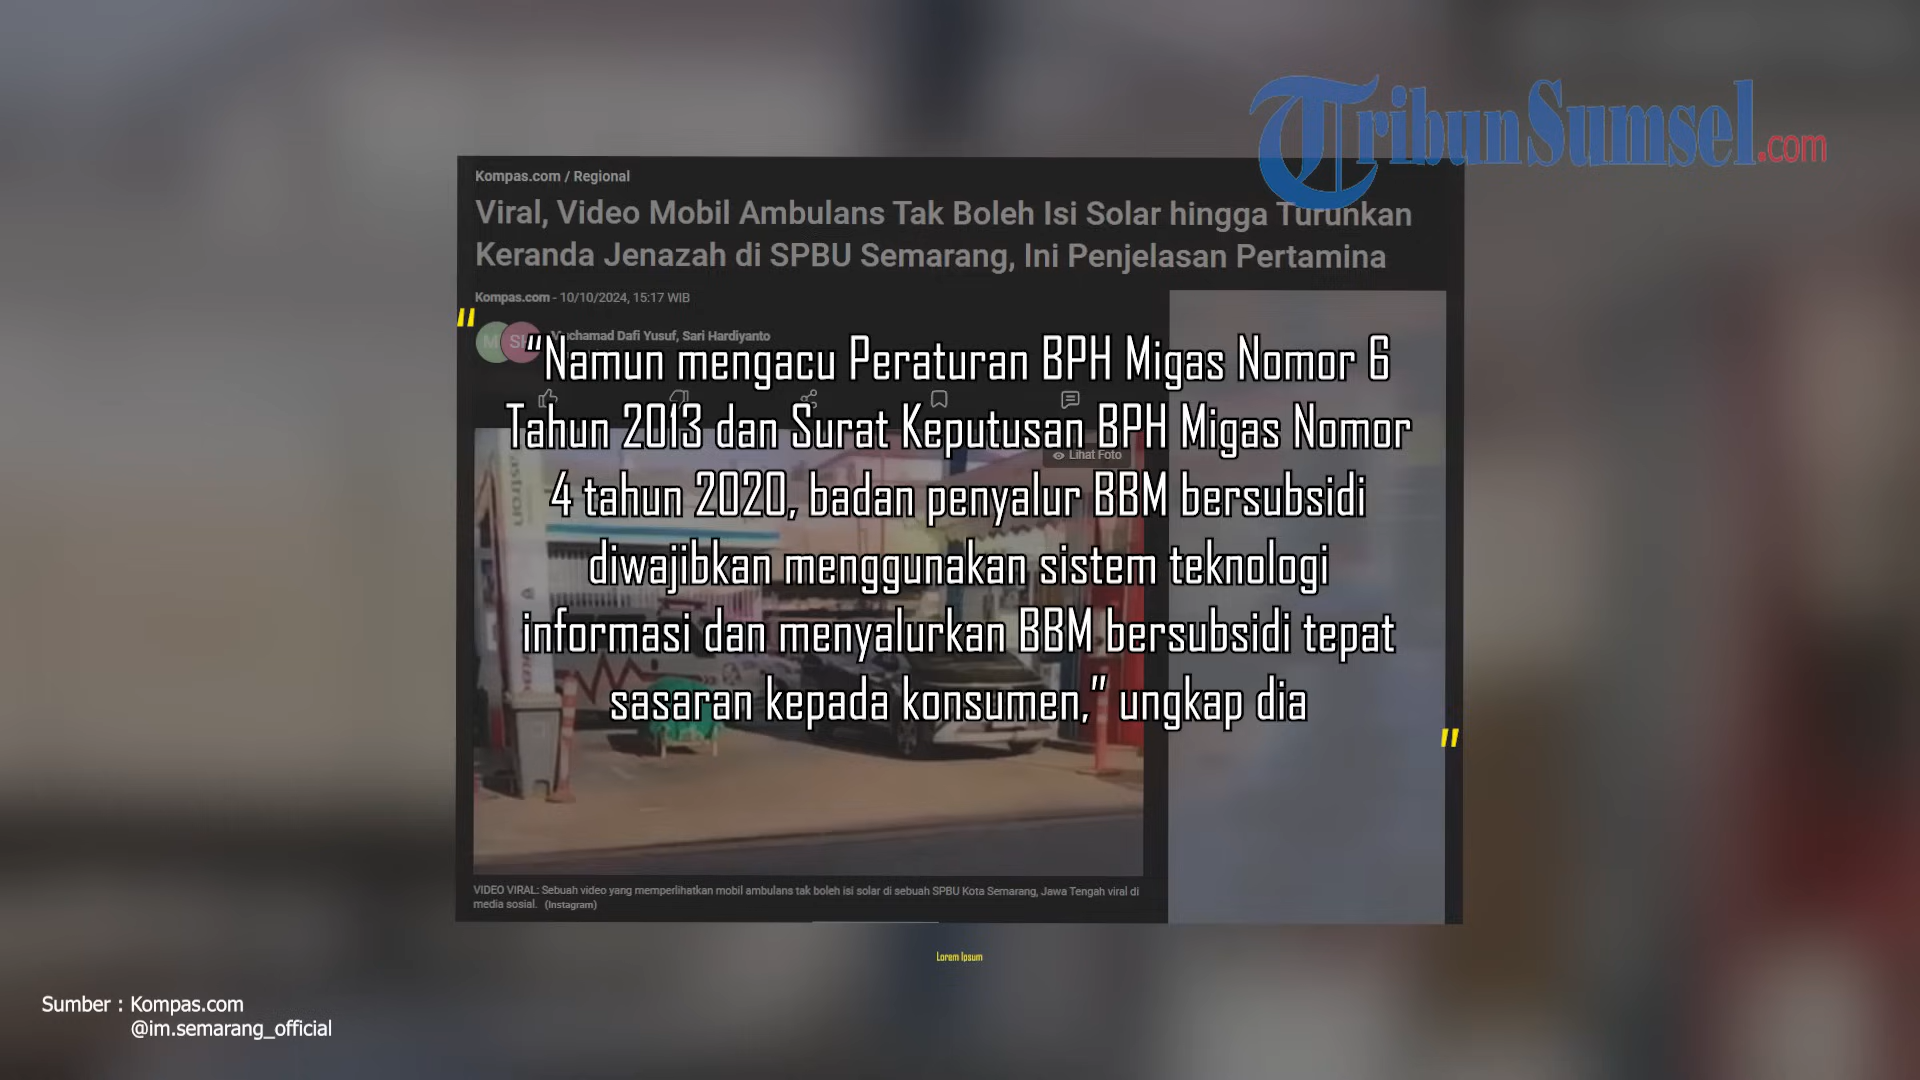 TribunSumsel.com
Kompas.com / Regional
Viral, Video Mobil Ambulans Tak Boleh Isi Solar hingga Turunkan
Keranda Jenazah di SPBU Semarang, Ini Penjelasan Pertamina
Kompas.com - 10/10/2024, 15:17 WIB
"
Muchamad Dafi Yusuf, Sari Hardiyanto
“Namun mengacu Peraturan BPH Migas Nomor 6
Tahun 2013 dan Surat Keputusan BPH Migas Nomor
4 tahun 2020, badan penyalur BBM bersubsidi
diwajibkan menggunakan sistem teknologi
informasi dan menyalurkan BBM bersubsidi tepat
sasaran kepada konsumen,” ungkap dia
"
Lihat Foto
VIDEO VIRAL: Sebuah video yang memperlihatkan mobil ambulans tak boleh isi solar di sebuah SPBU Kota Semarang, Jawa Tengah viral di
media sosial. (Instagram)
Lorem Ipsum
Sumber : Kompas.com
@im.semarang_official